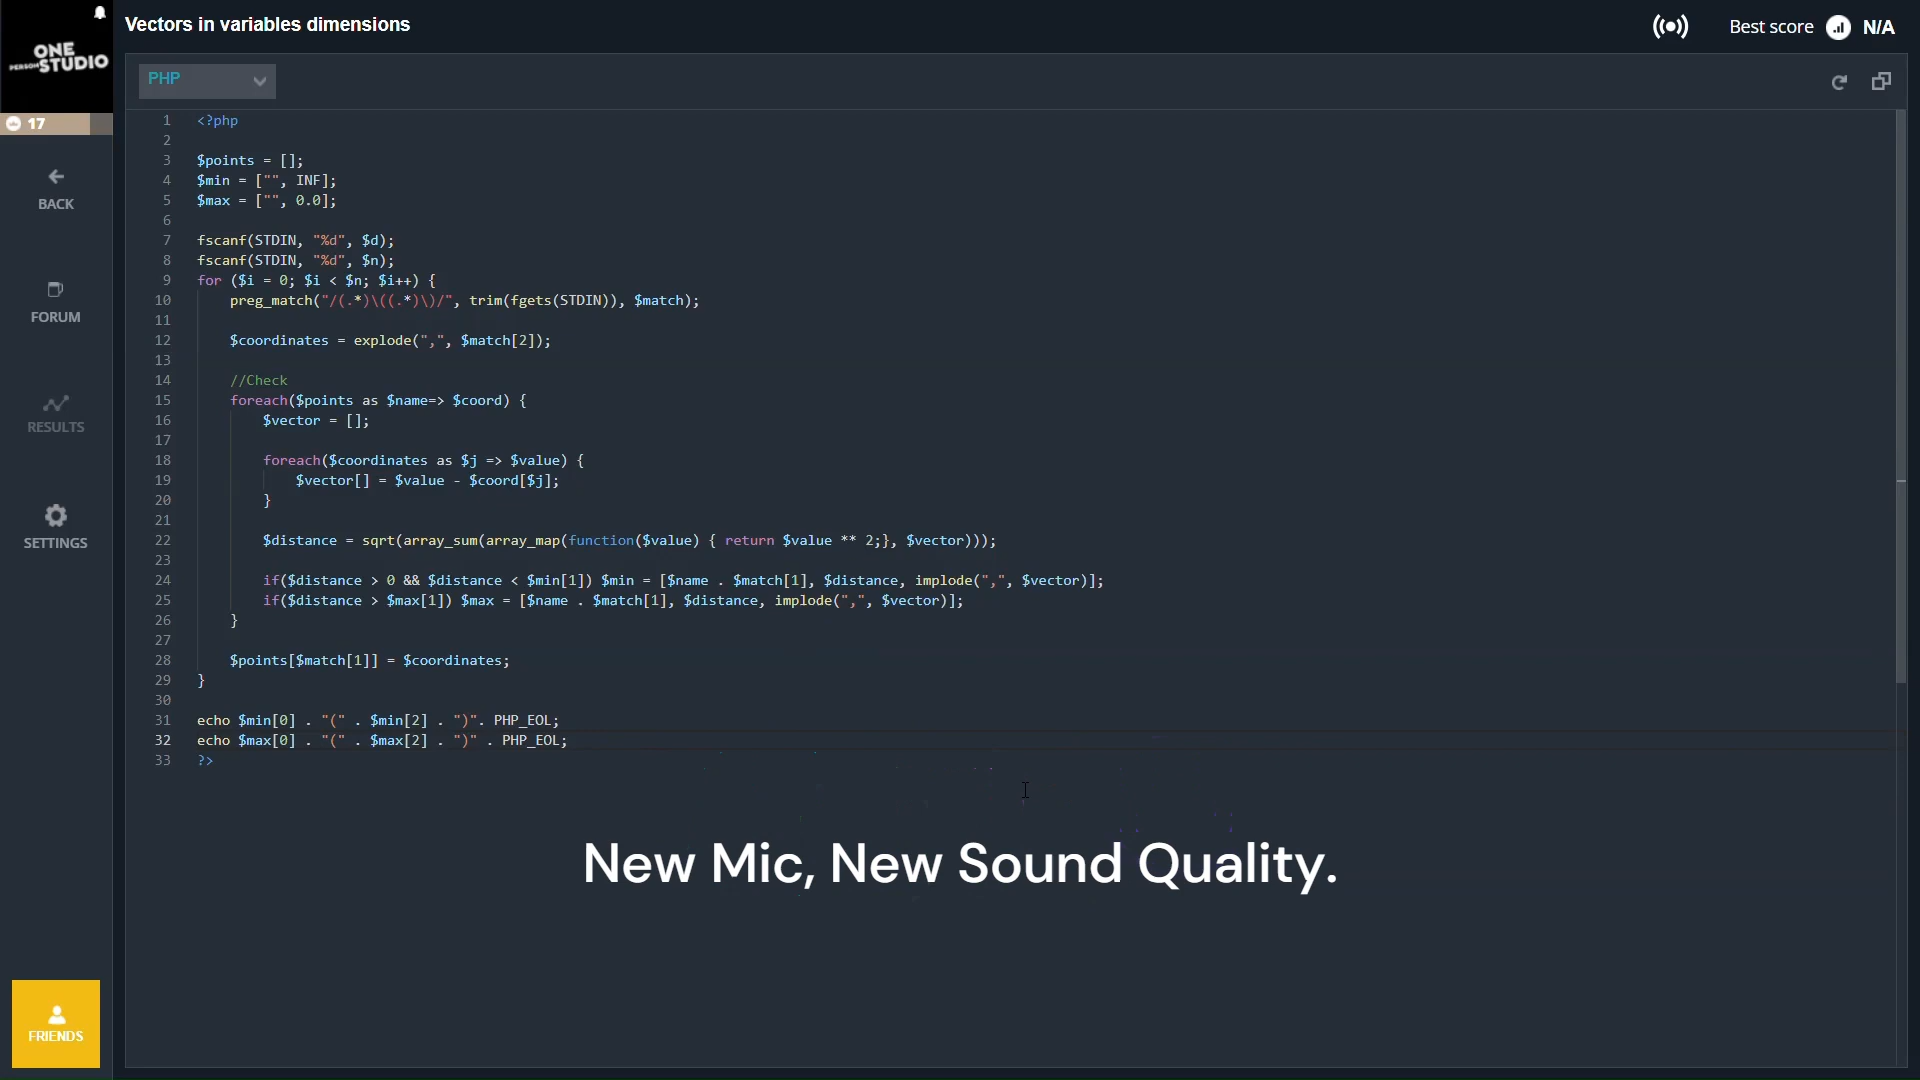 Vectors in variables dimensions
Best score N/A
ONE
PERSON STUDIO
PHP
17
BACK
FORUM
RESULTS
SETTINGS
FRIENDS
1 <?php
2
3 $points = [];
4 $min = ["", INF];
5 $max = ["", 0.0];
6
7 fscanf(STDIN, "%d", $d);
8 fscanf(STDIN, "%d", $n);
9 for ($i = 0; $i < $n; $i++) {
10     preg_match("/(.*)\((.*)\)/", trim(fgets(STDIN)), $match);
11
12     $coordinates = explode(",", $match[2]);
13
14     //Check
15     foreach($points as $name=> $coord) {
16         $vector = [];
17
18         foreach($coordinates as $j => $value) {
19             $vector[] = $value - $coord[$j];
20         }
21
22         $distance = sqrt(array_sum(array_map(function($value) { return $value ** 2;}, $vector)));
23
24         if($distance > 0 && $distance < $min[1]) $min = [$name . $match[1], $distance, implode(",", $vector)];
25         if($distance > $max[1]) $max = [$name . $match[1], $distance, implode(",", $vector)];
26     }
27
28     $points[$match[1]] = $coordinates;
29 }
30
31 echo $min[0] . "(" . $min[2] . ")". PHP_EOL;
32 echo $max[0] . "(" . $max[2] . ")" . PHP_EOL;
33 ?>
New Mic, New Sound Quality.